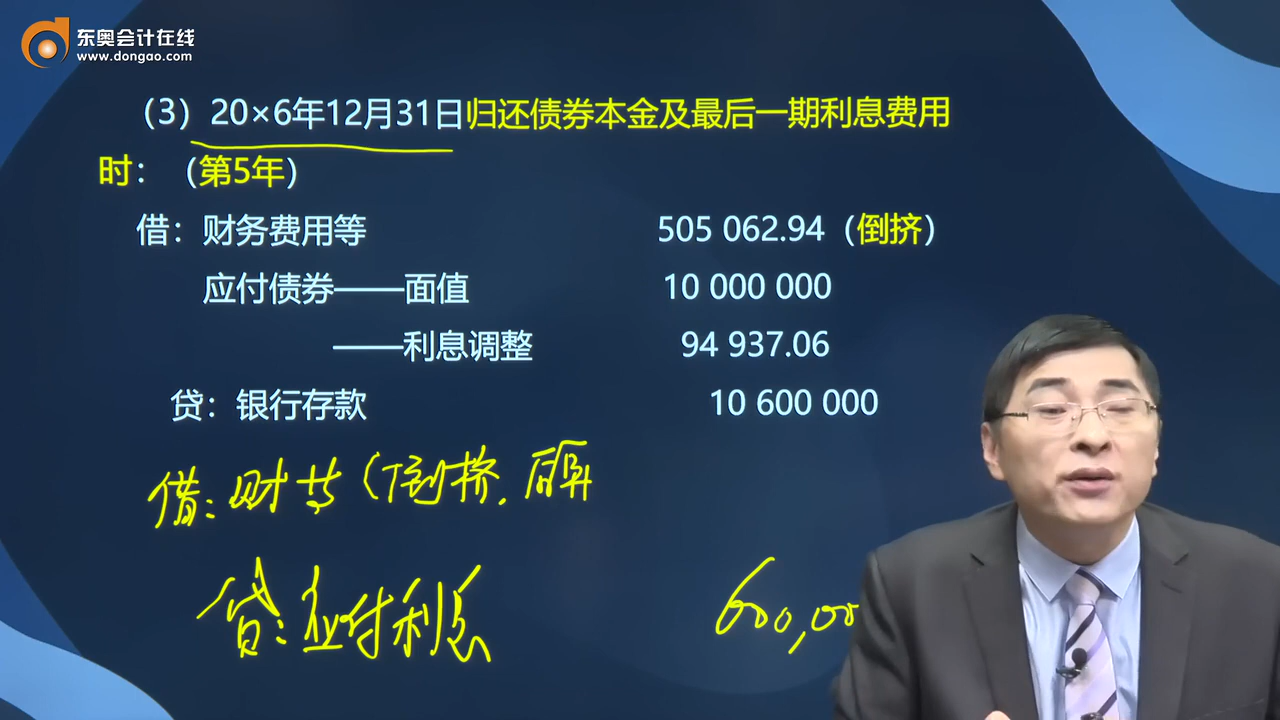 东奥会计在线
www.dongao.com
（3）20×6年12月31日归还债券本金及最后一期利息费用
时：（第5年）
借：财务费用等 505 062.94（倒挤）
应付债券——面值 10 000 000
——利息调整 94 937.06
贷：银行存款 10 600 000
借：财 （倒挤，
贷：应付利息 600,00